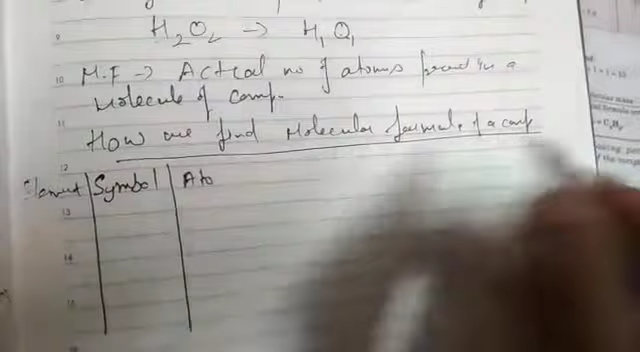 H₂O₂ → H₁O₁
M.F → Actual no of atoms present in a
Molecule of comp.
How we find Molecular formula of a comp
Element Symbol Ato